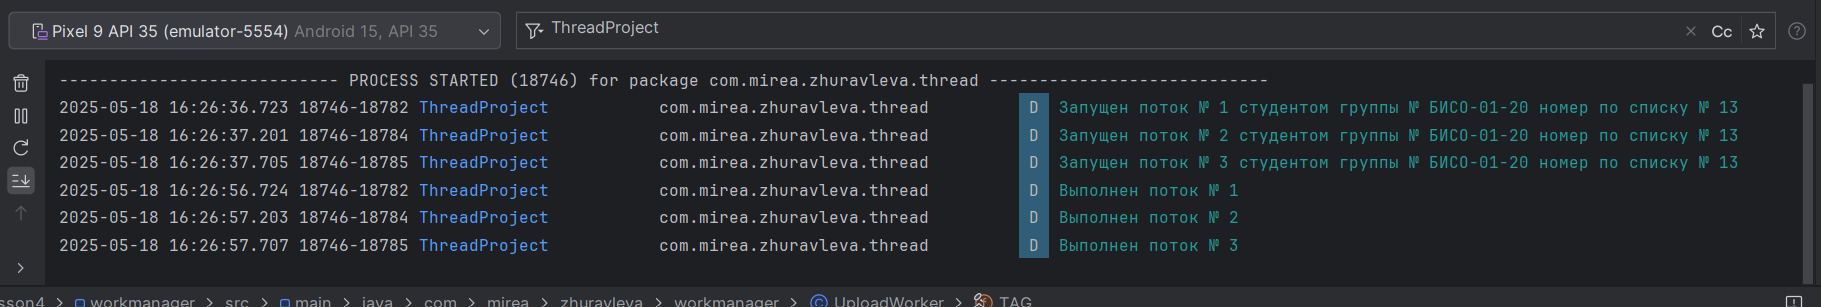 Pixel 9 API 35 (emulator-5554) Android 15, API 35
ThreadProject
Cc
---------------------------- PROCESS STARTED (18746) for package com.mirea.zhuravleva.thread ----------------------------
2025-05-18 16:26:36.723 18746-18782 ThreadProject com.mirea.zhuravleva.thread D Запущен поток № 1 студентом группы № БИСО-01-20 номер по списку № 13
2025-05-18 16:26:37.201 18746-18784 ThreadProject com.mirea.zhuravleva.thread D Запущен поток № 2 студентом группы № БИСО-01-20 номер по списку № 13
2025-05-18 16:26:37.705 18746-18785 ThreadProject com.mirea.zhuravleva.thread D Запущен поток № 3 студентом группы № БИСО-01-20 номер по списку № 13
2025-05-18 16:26:56.724 18746-18782 ThreadProject com.mirea.zhuravleva.thread D Выполнен поток № 1
2025-05-18 16:26:57.203 18746-18784 ThreadProject com.mirea.zhuravleva.thread D Выполнен поток № 2
2025-05-18 16:26:57.707 18746-18785 ThreadProject com.mirea.zhuravleva.thread D Выполнен поток № 3
sson4 > workmanager > src > main > java > com > mirea > zhuravleva > workmanager > UploadWorker > TAG